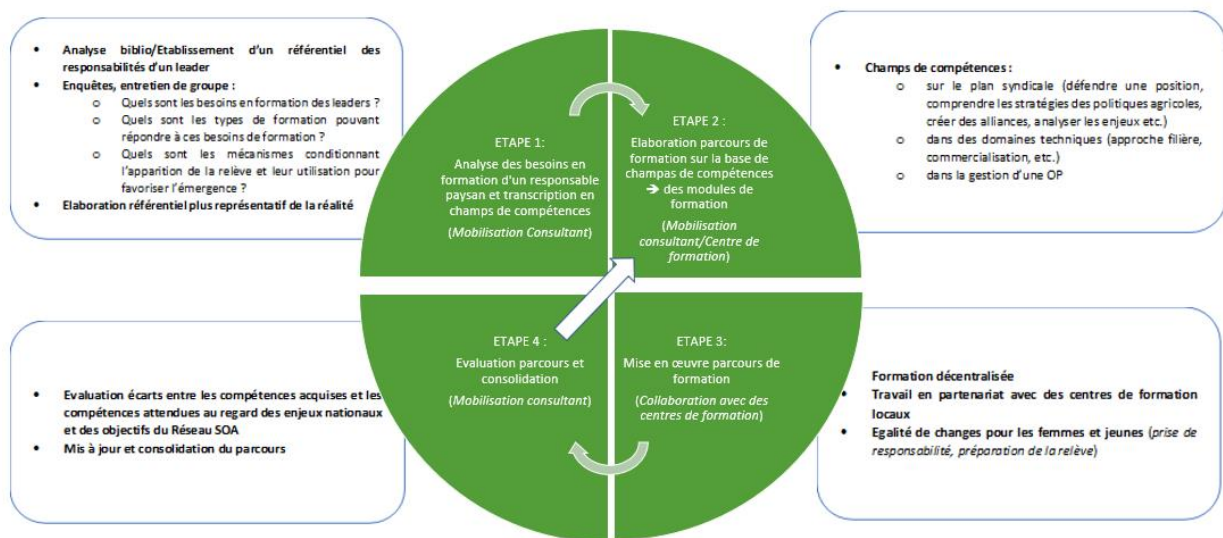 • Analyse biblio/Etablissement d'un référentiel des
responsabilités d'un leader
• Enquêtes, entretien de groupe :
o Quels sont les besoins en formation des leaders ?
o Quels sont les types de formation pouvant
répondre à ces besoins de formation ?
o Quels sont les mécanismes conditionnant
l'apparition de la relève et leur utilisation pour
favoriser l'émergence ?
• Elaboration référentiel plus représentatif de la réalité
ETAPE 1:
Analyse des besoins en
formation d'un responsable
paysan et transcription en
champs de compétences
(Mobilisation Consultant)
ETAPE 2 :
Elaboration parcours de
formation sur la base de
champas de compétences
➔ des modules de
formation
(Mobilisation
consultant/Centre de
formation)
• Champs de compétences :
o sur le plan syndicale (défendre une position,
comprendre les stratégies des politiques agricoles,
créer des alliances, analyser les enjeux etc.)
o dans des domaines techniques (approche filière,
commercialisation, etc.)
o dans la gestion d'une OP
• Evaluation écarts entre les compétences acquises et les
compétences attendues au regard des enjeux nationaux
et des objectifs du Réseau SOA
• Mis à jour et consolidation du parcours
ETAPE 4 :
Evaluation parcours et
consolidation
(Mobilisation consultant)
ETAPE 3:
Mise en œuvre parcours de
formation
(Collaboration avec des
centres de formation)
Formation décentralisée
• Travail en partenariat avec des centres de formation
locaux
• Egalité de changes pour les femmes et jeunes (prise de
responsabilité, préparation de la relève)